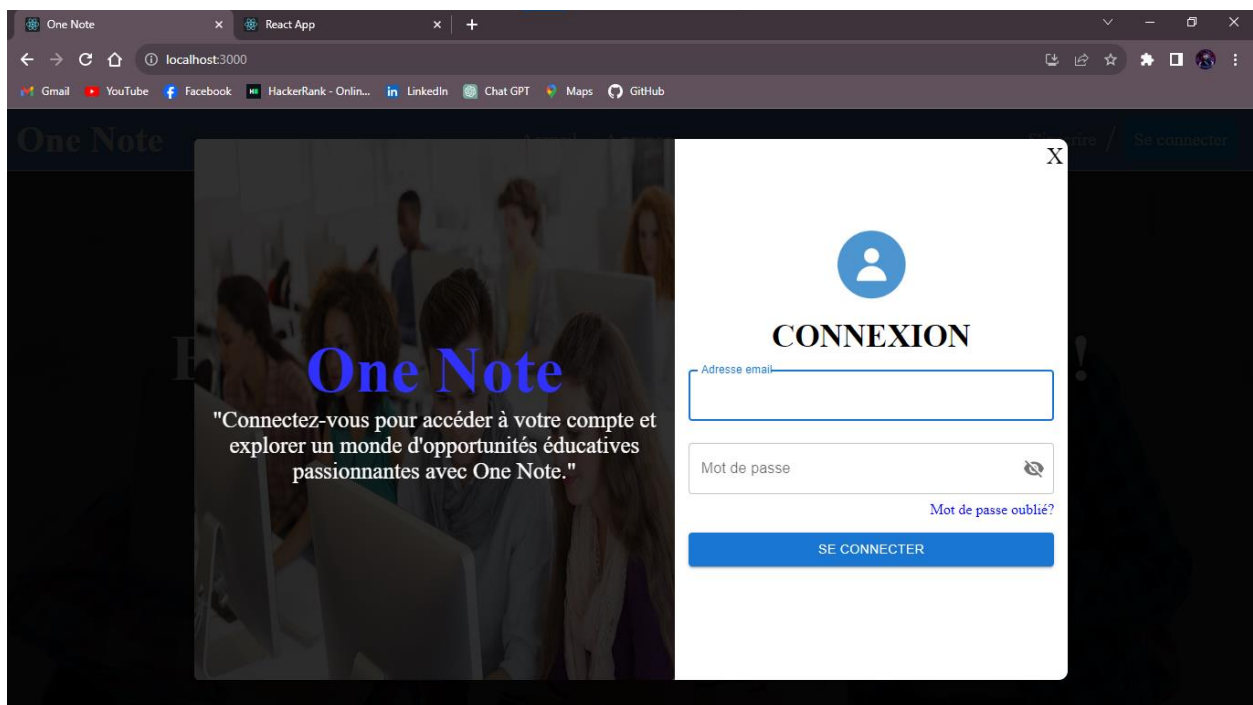 One Note
React App
localhost:3000
Gmail YouTube Facebook HackerRank - Onlin... LinkedIn Chat GPT Maps GitHub
One Note
/ Se connecter
X
CONNEXION
One Note
"Connectez-vous pour accéder à votre compte et
explorer un monde d'opportunités éducatives
passionnantes avec One Note."
Adresse email
Mot de passe
Mot de passe oublié?
SE CONNECTER